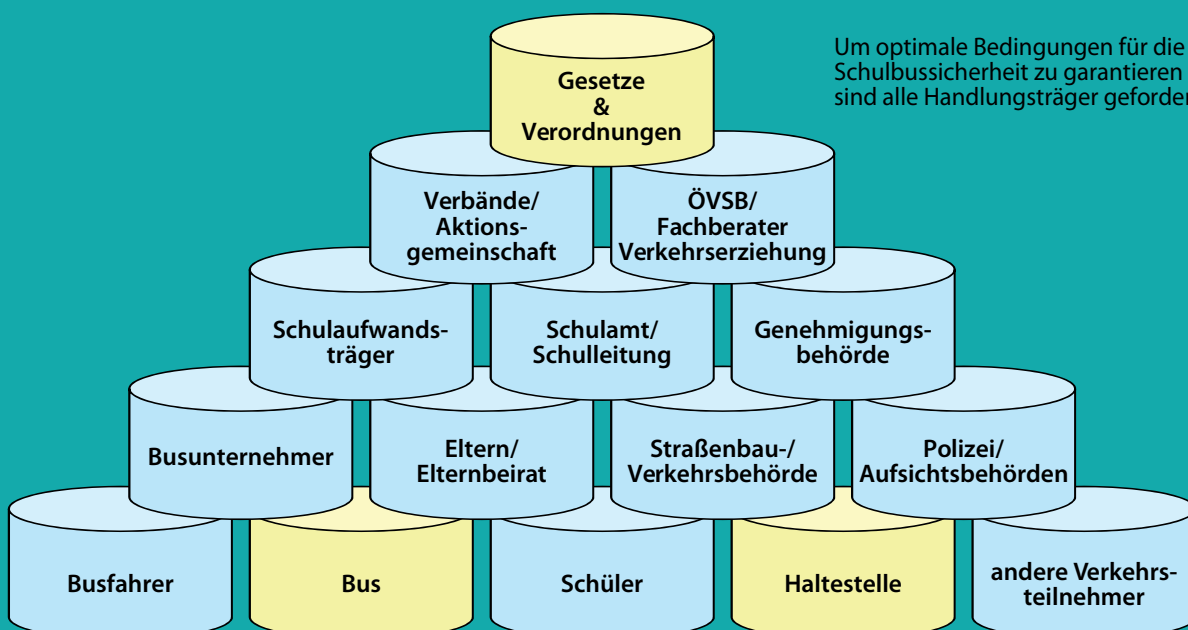 Um optimale Bedingungen für die
Schulbussicherheit zu garantieren
sind alle Handlungsträger geforder
Gesetze
&
Verordnungen
Verbände/
Aktions-
gemeinschaft
ÖVSB/
Fachberater
Verkehrserziehung
Schulaufwands-
träger
Schulamt/
Schulleitung
Genehmigungs-
behörde
Busunternehmer
Eltern/
Elternbeirat
Straßenbau-/
Verkehrsbehörde
Polizei/
Aufsichtsbehörden
Busfahrer
Bus
Schüler
Haltestelle
andere Verkehrs-
teilnehmer